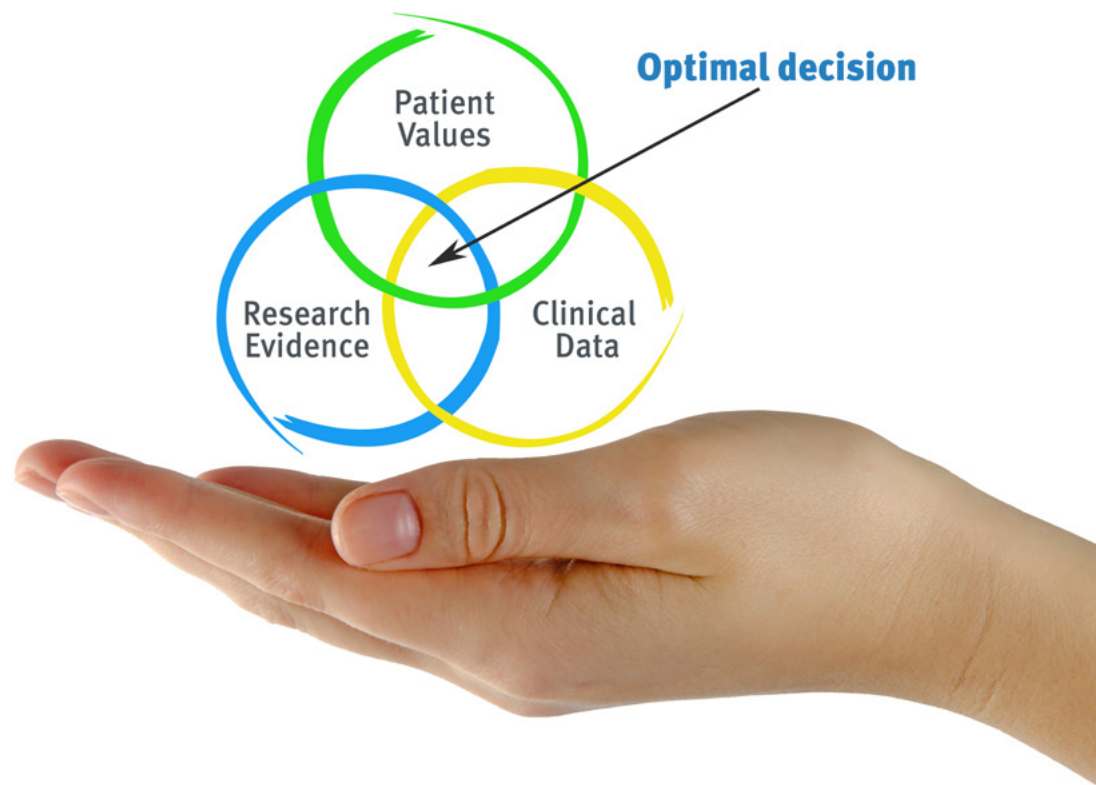 Optimal decision
Patient
Values
Research
Evidence
Clinical
Data